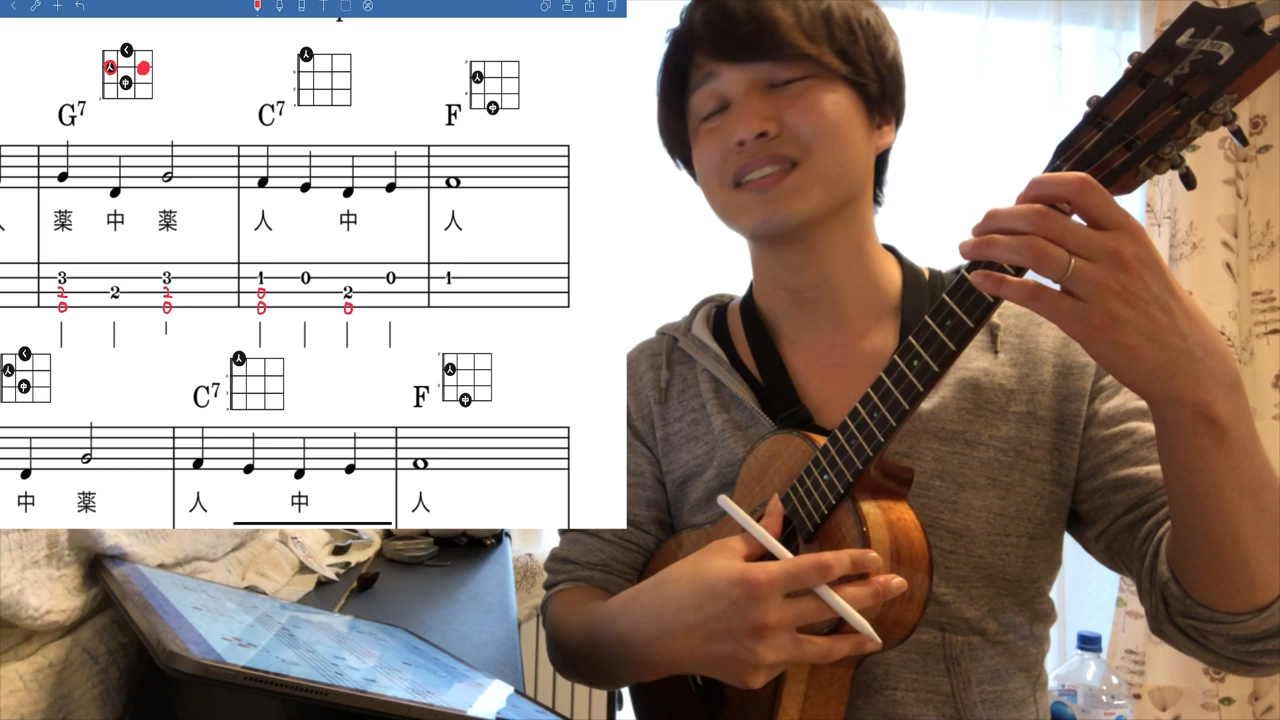 G7 C7 F
薬 中 薬 人 中 人
3 3 1 0 0 1
2 2 2 0 2
0 0 0 0
C7 F
中 薬 人 中 人